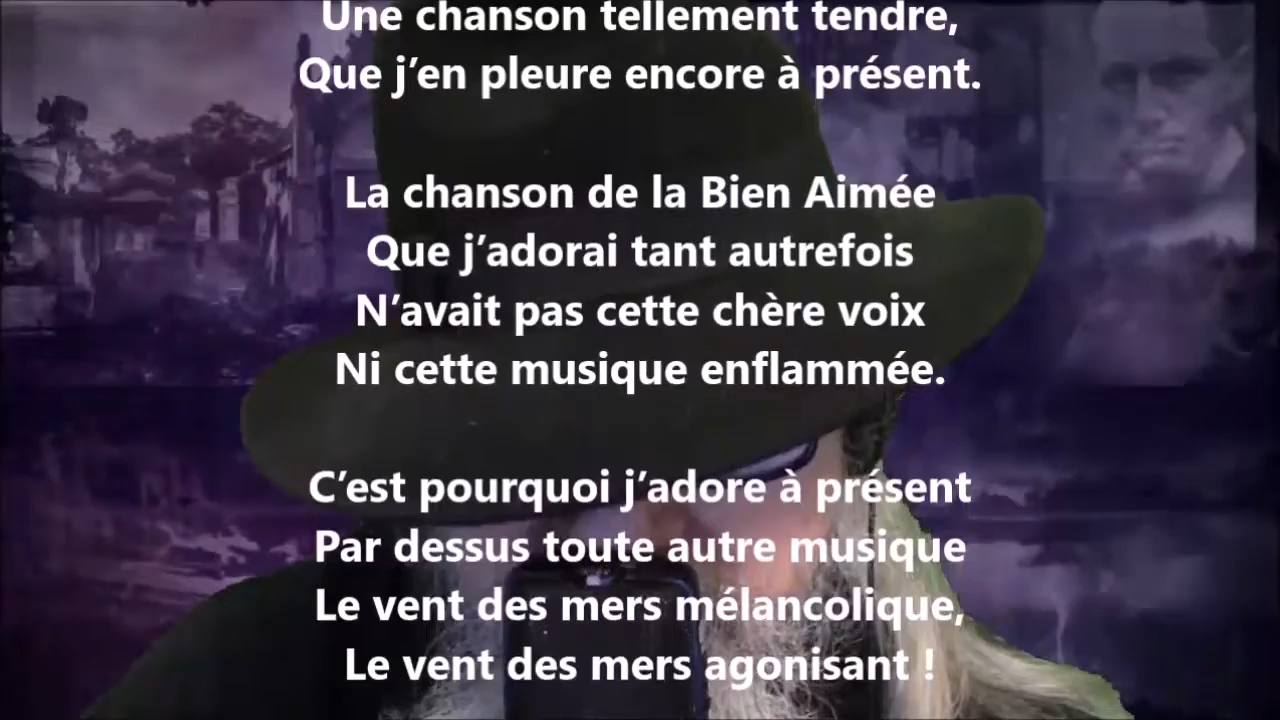 Une chanson tellement tendre,
Que j’en pleure encore à présent.
La chanson de la Bien Aimée
Que j’adorai tant autrefois
N’avait pas cette chère voix
Ni cette musique enflammée.
C’est pourquoi j’adore à présent
Par dessus toute autre musique
Le vent des mers mélancolique,
Le vent des mers agonisant !